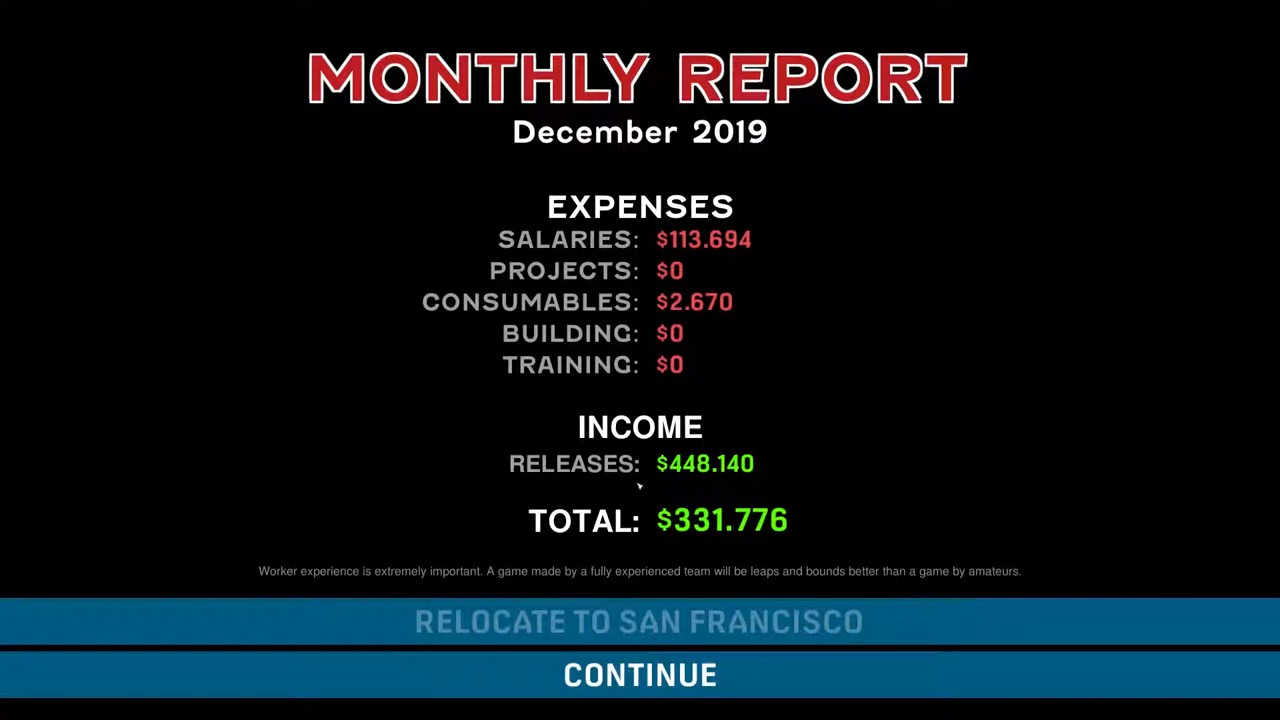 MONTHLY REPORT
December 2019
EXPENSES
SALARIES: $113.694
PROJECTS: $0
CONSUMABLES: $2.670
BUILDING: $0
TRAINING: $0
INCOME
RELEASES: $448.140
TOTAL: $331.776
Worker experience is extremely important. A game made by a fully experienced team will be leaps and bounds better than a game by amateurs.
RELOCATE TO SAN FRANCISCO
CONTINUE